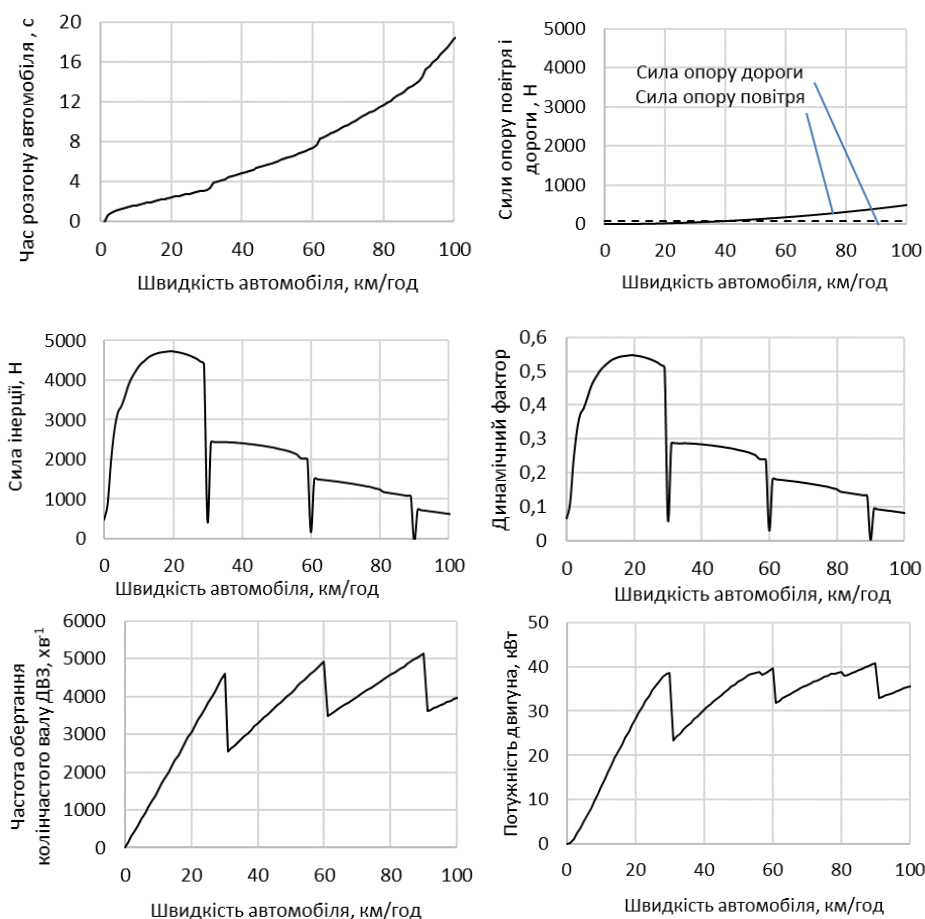 Час розгону автомобіля , с
20
16
12
8
4
0
0 20 40 60 80 100
Швидкість автомобіля, км/год
Сили опору повітря і
дороги , Н
5000
4000
3000
2000
1000
0
Сила опору дороги
Сила опору повітря
0 20 40 60 80 100
Швидкість автомобіля, км/год
Сила інерції, Н
5000
4000
3000
2000
1000
0
0 20 40 60 80 100
Швидкість автомобіля, км/год
Динамічний фактор
0,6
0,5
0,4
0,3
0,2
0,1
0
0 20 40 60 80 100
Швидкість автомобіля, км/год
Частота обертання
колінчастого валу ДВЗ, хв⁻¹
6000
5000
4000
3000
2000
1000
0
0 20 40 60 80 100
Швидкість автомобіля, км/год
Потужність двигуна, кВт
50
40
30
20
10
0
0 20 40 60 80 100
Швидкість автомобіля, км/год